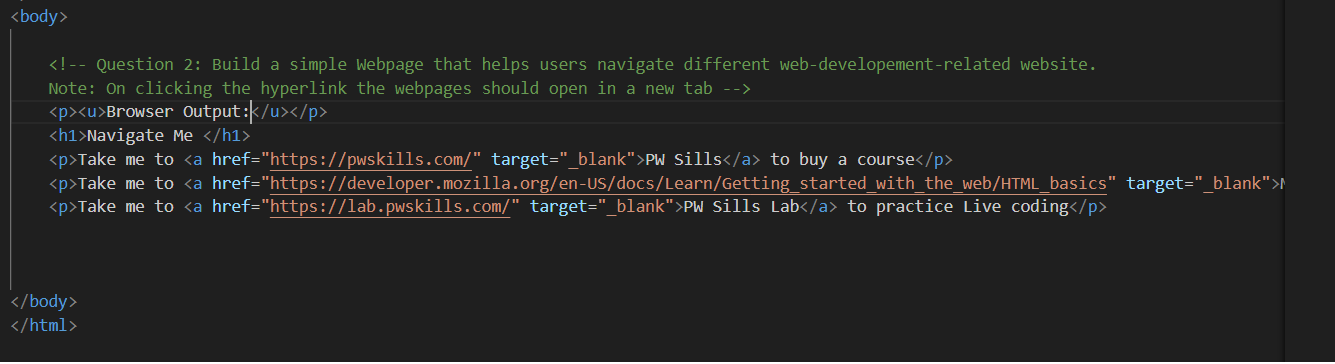 <body>
<!-- Question 2: Build a simple Webpage that helps users navigate different web-developement-related website.
Note: On clicking the hyperlink the webpages should open in a new tab -->
<p><u>Browser Output:</u></p>
<h1>Navigate Me </h1>
<p>Take me to <a href="https://pwskills.com/" target="_blank">PW Sills</a> to buy a course</p>
<p>Take me to <a href="https://developer.mozilla.org/en-US/docs/Learn/Getting_started_with_the_web/HTML_basics" target="_blank">
<p>Take me to <a href="https://lab.pwskills.com/" target="_blank">PW Sills Lab</a> to practice Live coding</p>
</body>
</html>